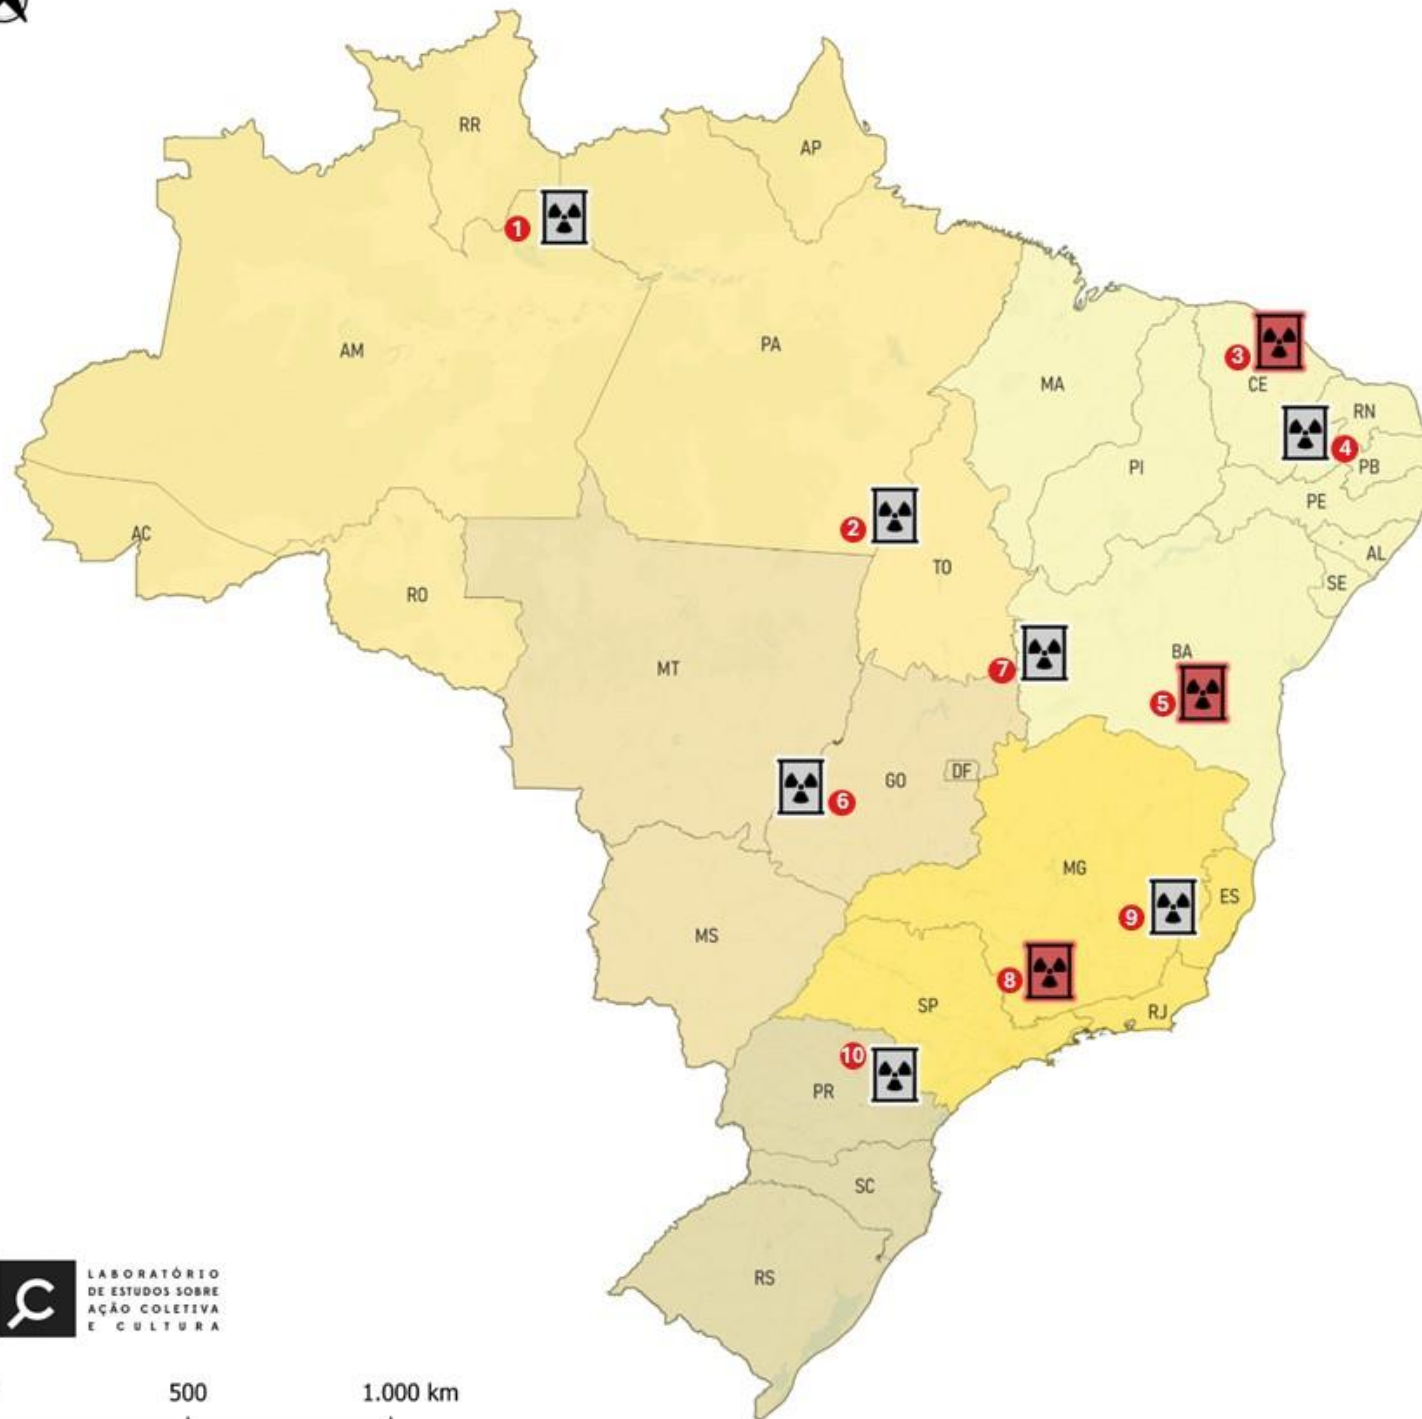 RR
AP
1
AM
PA
MA
3
CE
RN
4
PB
PI
PE
2
AC
TO
AL
SE
RO
MT
7
BA
5
GO
DF
6
MG
ES
9
MS
8
SP
RJ
10
PR
SC
RS
LABORATÓRIO
DE ESTUDOS SOBRE
AÇÃO COLETIVA
E CULTURA
500
1.000 km